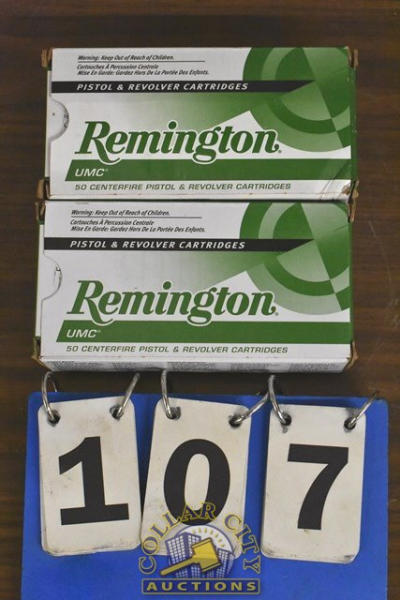 Warning: Keep Out of Reach of Children.
Cartouches À Percussion Centrale
Mise En Garde: Gardez Hors De La Portée Des Enfants.
PISTOL & REVOLVER CARTRIDGES
Remington®
UMC®
50 CENTERFIRE PISTOL & REVOLVER CARTRIDGES
Warning: Keep Out of Reach of Children.
Cartouches À Percussion Centrale
Mise En Garde: Gardez Hors De La Portée Des Enfants.
PISTOL & REVOLVER CARTRIDGES
Remington®
UMC®
50 CENTERFIRE PISTOL & REVOLVER CARTRIDGES
1 0 7
COLLAR CITY
AUCTIONS